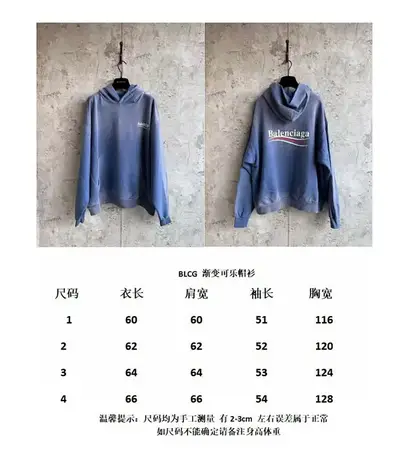 Balenciaga
BLCG 渐变可乐帽衫
尺码 衣长 肩宽 袖长 胸宽
1 60 60 51 116
2 62 62 52 120
3 64 64 53 124
4 66 66 54 128
温馨提示：尺码均为手工测量 有2-3cm 左右误差属于正常
如尺码不能确定请备注身高体重